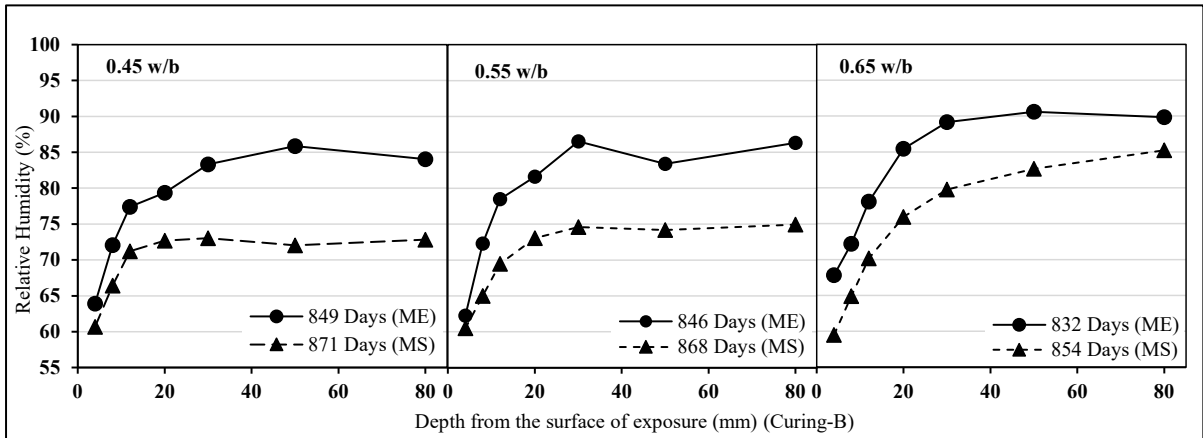 0.45 w/b
0.55 w/b
0.65 w/b
Relative Humidity (%)
100
95
90
85
80
75
70
65
60
55
849 Days (ME)
871 Days (MS)
846 Days (ME)
868 Days (MS)
832 Days (ME)
854 Days (MS)
0 20 40 60 80 0 20 40 60 80 0 20 40 60 80
Depth from the surface of exposure (mm) (Curing-B)